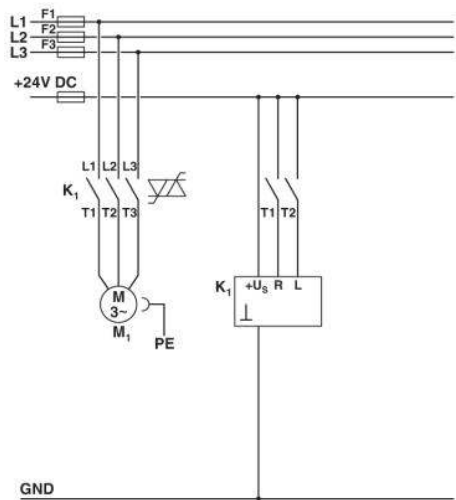 F1
L1
F2
L2
F3
L3
+24V DC
L1 L2 L3
K1
T1 T2 T3
T1 T2
M
3~
M1
PE
K1
+US R L
GND